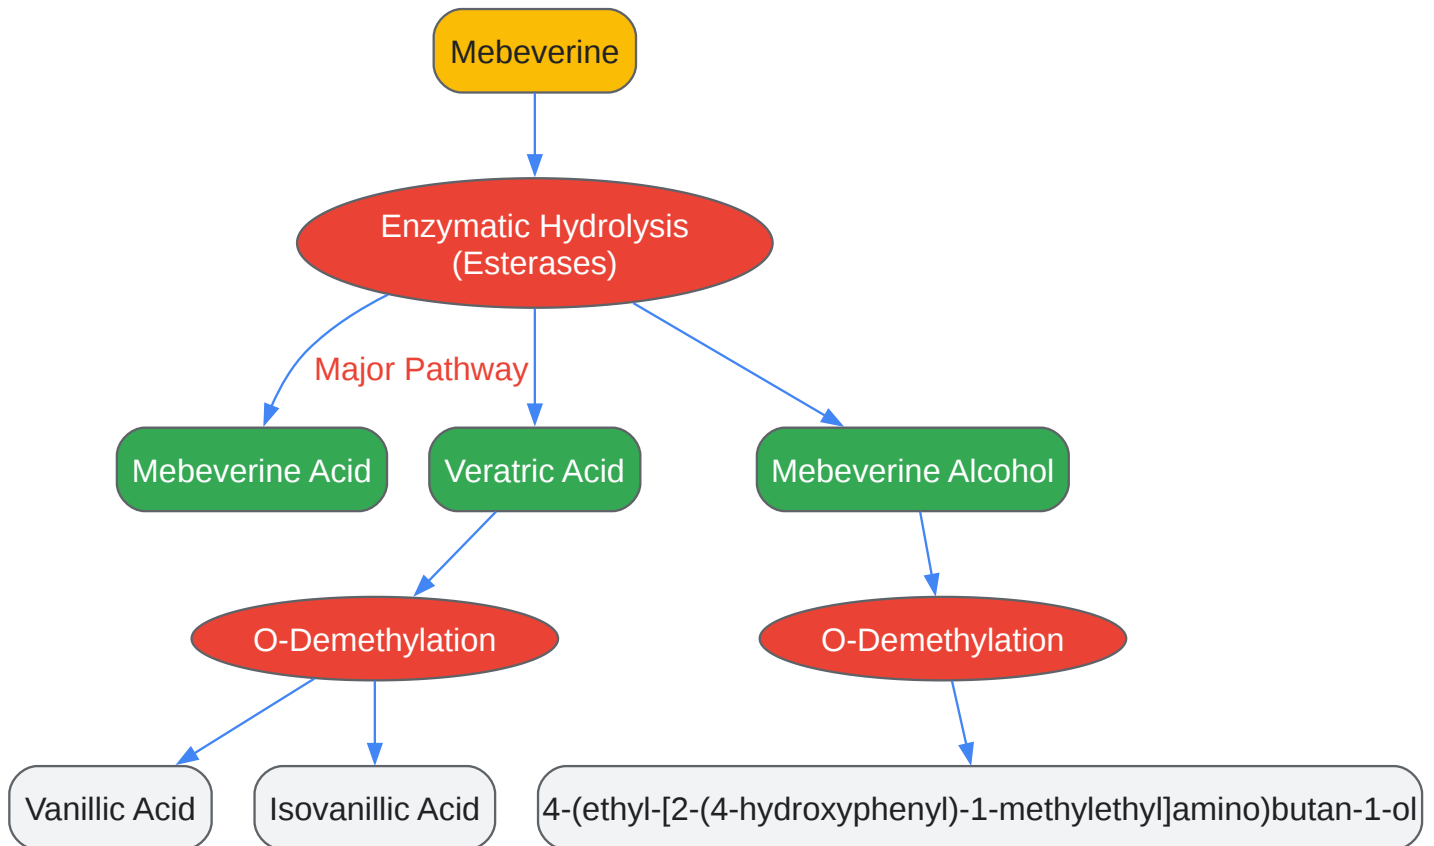 Mebeverine
Enzymatic Hydrolysis
(Esterases)
Major Pathway
Mebeverine Acid
Veratric Acid
Mebeverine Alcohol
O-Demethylation
O-Demethylation
Vanillic Acid
Isovanillic Acid
4-(ethyl-[2-(4-hydroxyphenyl)-1-methylethyl]amino)butan-1-ol